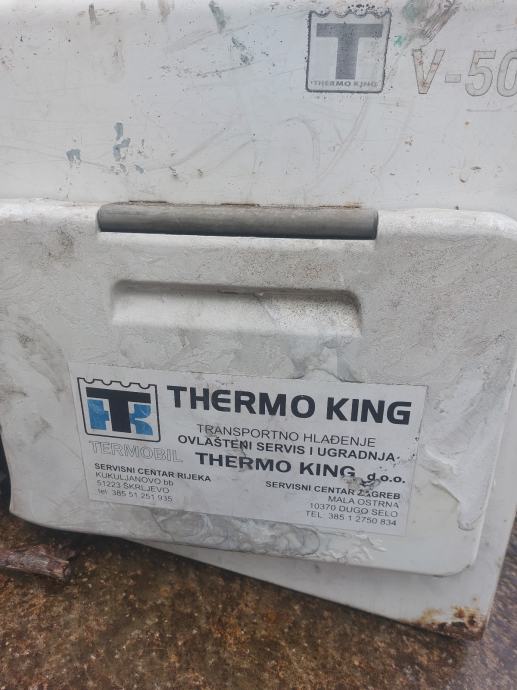 THERMO KING
V-50
THERMO KING
TRANSPORTNO HLAĐENJE
OVLAŠTENI SERVIS I UGRADNJA
TERMOBIL
THERMO KING d.o.o.
SERVISNI CENTAR RIJEKA
KUKULJANOVO bb
51223 ŠKRLJEVO
tel: 385 51 251 935
SERVISNI CENTAR ZAGREB
MALA OSTRNA
10370 DUGO SELO
TEL. 385 1 2750 834